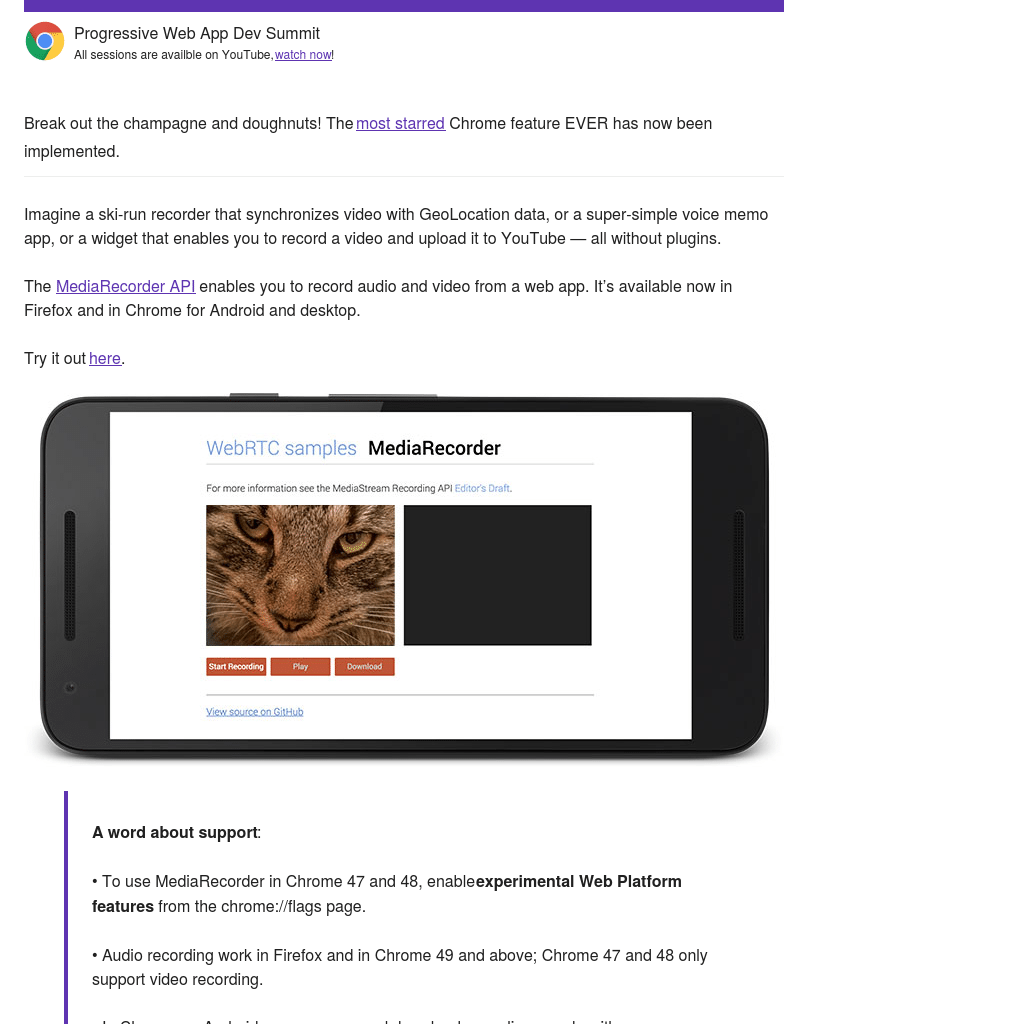 Progressive Web App Dev Summit
All sessions are availble on YouTube, watch now!
Break out the champagne and doughnuts! The most starred Chrome feature EVER has now been
implemented.
Imagine a ski-run recorder that synchronizes video with GeoLocation data, or a super-simple voice memo
app, or a widget that enables you to record a video and upload it to YouTube — all without plugins.
The MediaRecorder API enables you to record audio and video from a web app. It’s available now in
Firefox and in Chrome for Android and desktop.
Try it out here.
WebRTC samples MediaRecorder
For more information see the MediaStream Recording API Editor's Draft.
Start Recording Play Download
View source on GitHub
A word about support:
• To use MediaRecorder in Chrome 47 and 48, enable experimental Web Platform
features from the chrome://flags page.
• Audio recording work in Firefox and in Chrome 49 and above; Chrome 47 and 48 only
support video recording.